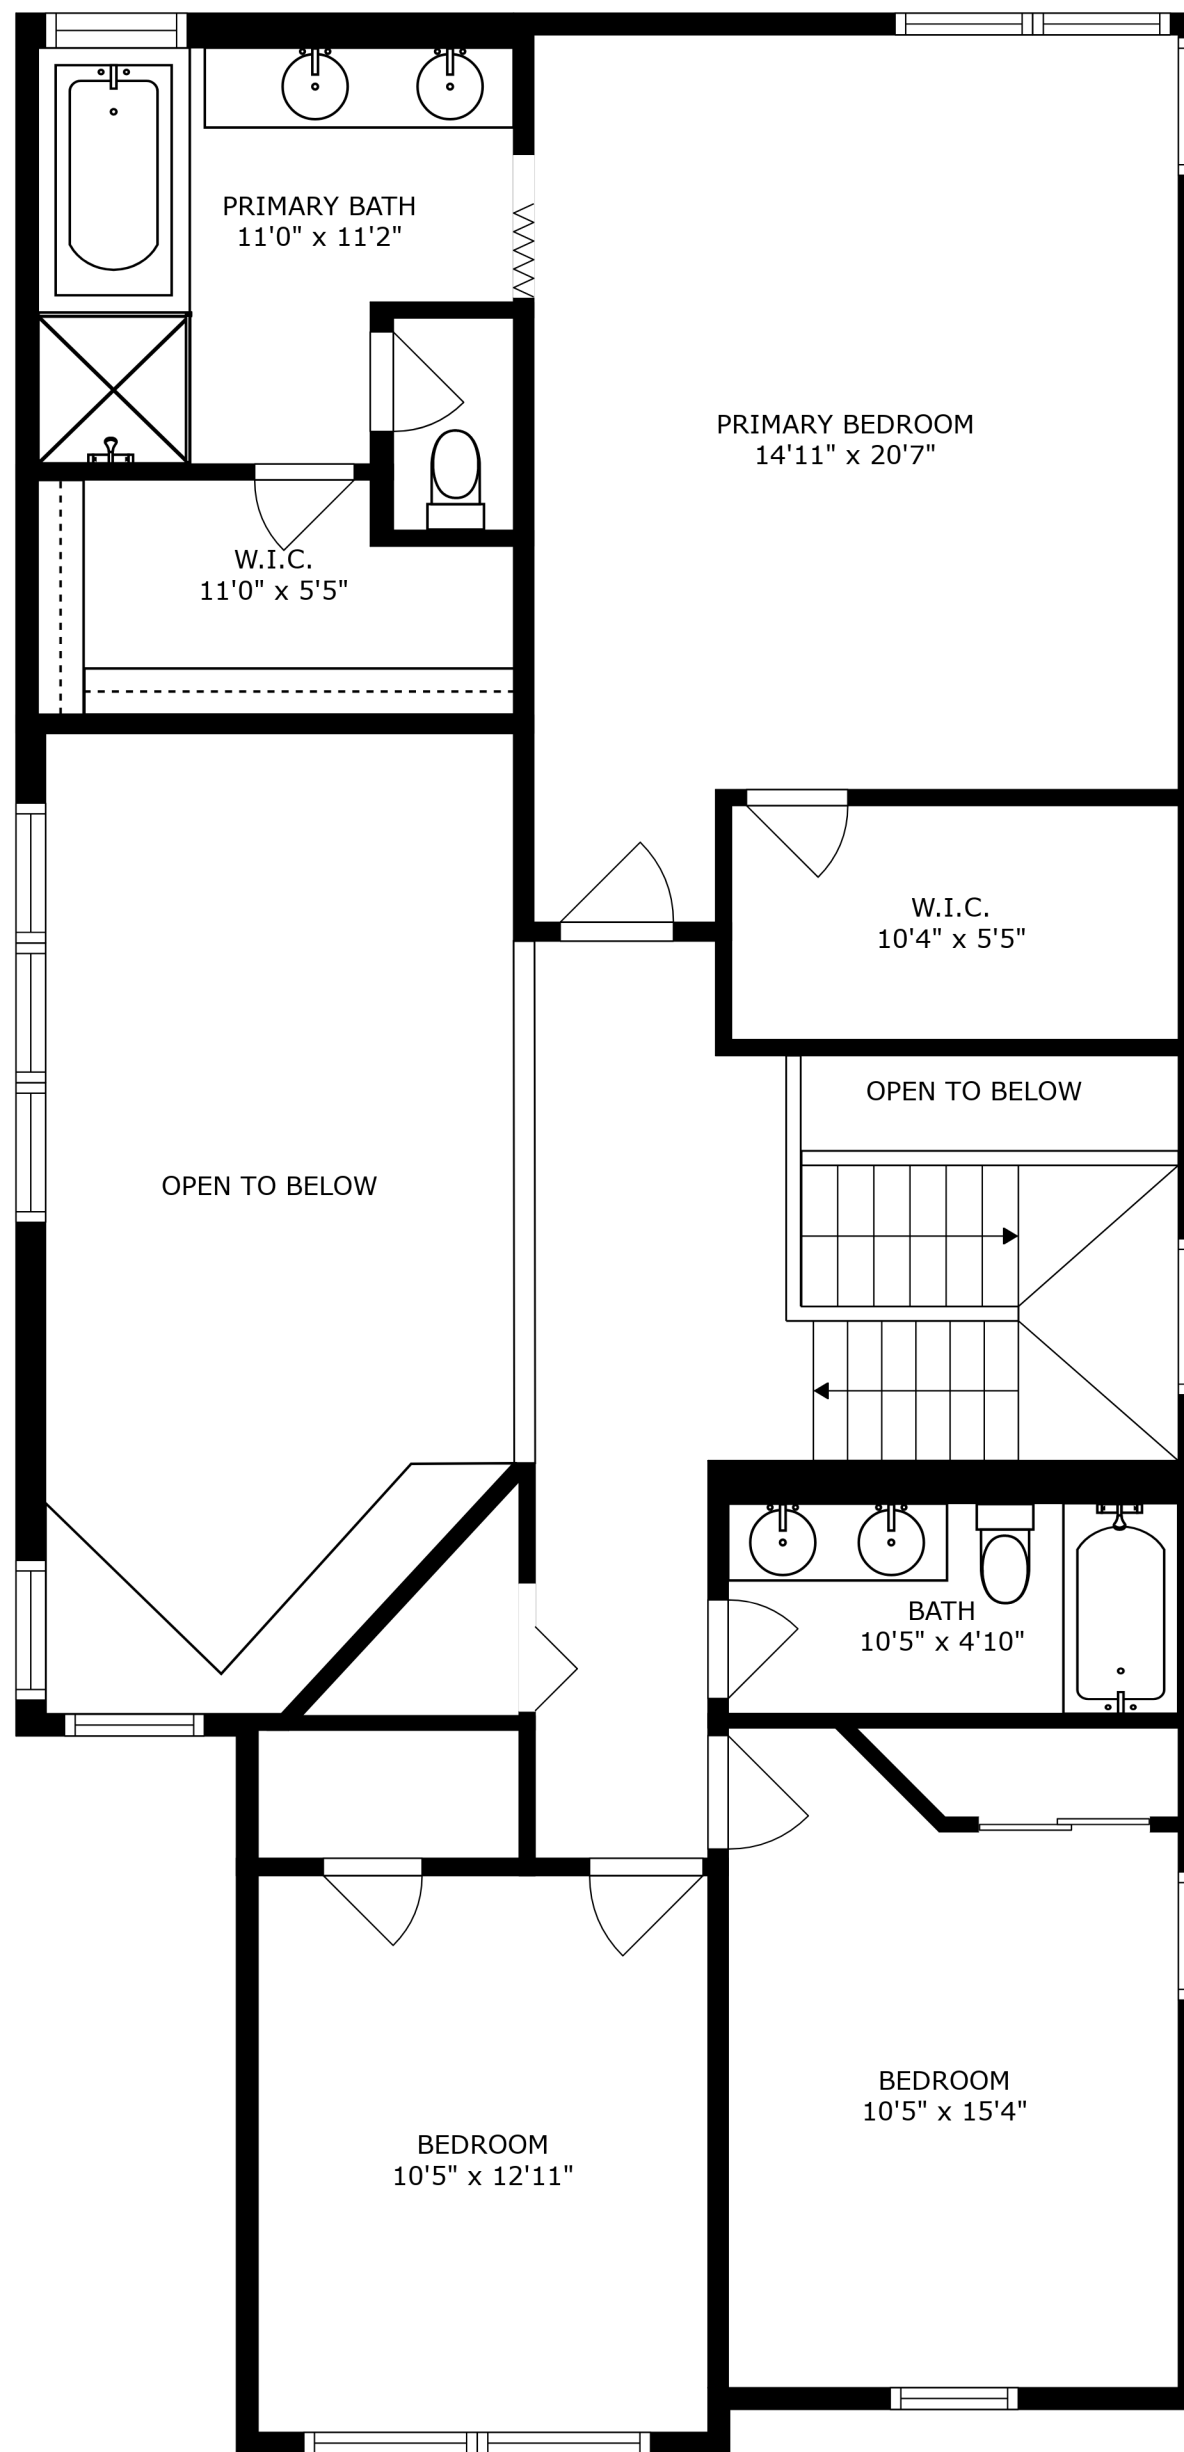 PRIMARY BATH
11'0" x 11'2"
PRIMARY BEDROOM
14'11" x 20'7"
W.I.C.
11'0" x 5'5"
W.I.C.
10'4" x 5'5"
OPEN TO BELOW
OPEN TO BELOW
BATH
10'5" x 4'10"
BEDROOM
10'5" x 15'4"
BEDROOM
10'5" x 12'11"